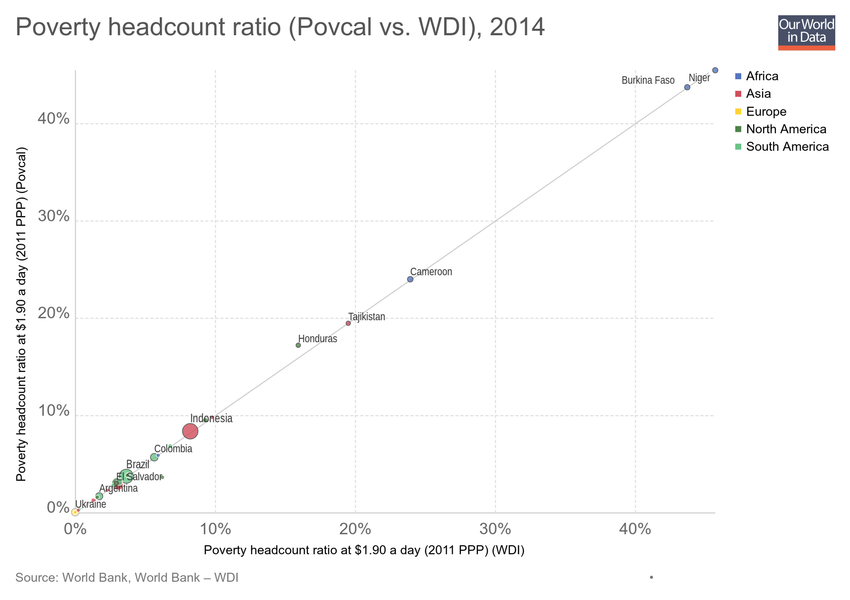 Poverty headcount ratio (Povcal vs. WDI), 2014
Our World
in Data
Africa
Asia
Europe
North America
South America
Poverty headcount ratio at $1.90 a day (2011 PPP) (Povcal)
40%
30%
20%
10%
0%
Burkina Faso
Niger
Cameroon
Tajikistan
Honduras
Indonesia
Colombia
Brazil
El Salvador
Argentina
Ukraine
0%
10%
20%
30%
40%
Poverty headcount ratio at $1.90 a day (2011 PPP) (WDI)
Source: World Bank, World Bank – WDI